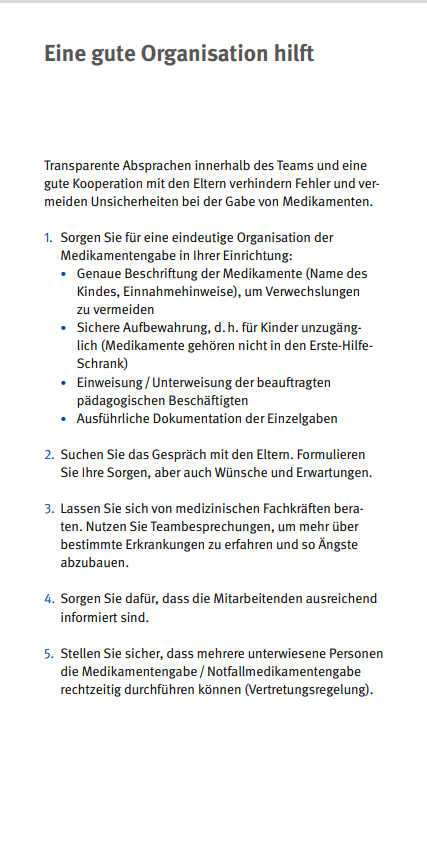 Eine gute Organisation hilft
Transparente Absprachen innerhalb des Teams und eine
gute Kooperation mit den Eltern verhindern Fehler und ver-
meiden Unsicherheiten bei der Gabe von Medikamenten.
1. Sorgen Sie für eine eindeutige Organisation der
Medikamentengabe in Ihrer Einrichtung:
• Genaue Beschriftung der Medikamente (Name des
Kindes, Einnahmehinweise), um Verwechslungen
zu vermeiden
• Sichere Aufbewahrung, d. h. für Kinder unzugäng-
lich (Medikamente gehören nicht in den Erste-Hilfe-
Schrank)
• Einweisung / Unterweisung der beauftragten
pädagogischen Beschäftigten
• Ausführliche Dokumentation der Einzelgaben
2. Suchen Sie das Gespräch mit den Eltern. Formulieren
Sie Ihre Sorgen, aber auch Wünsche und Erwartungen.
3. Lassen Sie sich von medizinischen Fachkräften bera-
ten. Nutzen Sie Teambesprechungen, um mehr über
bestimmte Erkrankungen zu erfahren und so Ängste
abzubauen.
4. Sorgen Sie dafür, dass die Mitarbeitenden ausreichend
informiert sind.
5. Stellen Sie sicher, dass mehrere unterwiesene Personen
die Medikamentengabe / Notfallmedikamentengabe
rechtzeitig durchführen können (Vertretungsregelung).